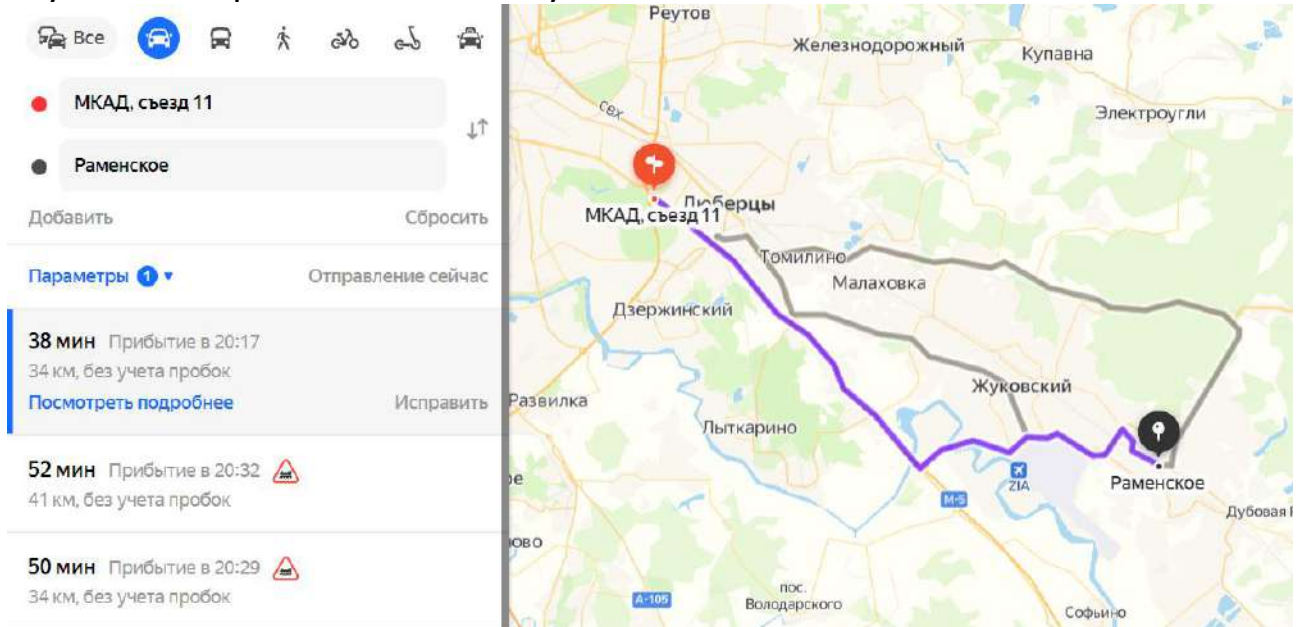 Все
МКАД, съезд 11
Раменское
Добавить
Сбросить
Параметры 1
Отправление сейчас
38 мин Прибытие в 20:17
34 км, без учета пробок
Посмотреть подробнее
Исправить
52 мин Прибытие в 20:32
41 км, без учета пробок
50 мин Прибытие в 20:29
34 км, без учета пробок
Реутов
Железнодорожный
Купавна
Электроугли
МКАД, съезд 11
Люберцы
Томилино
Малаховка
Дзержинский
Развилка
Жуковский
Лыткарино
ZIA
Раменское
М-5
Дубовая
А-105
пос.
Володарского
Софьино